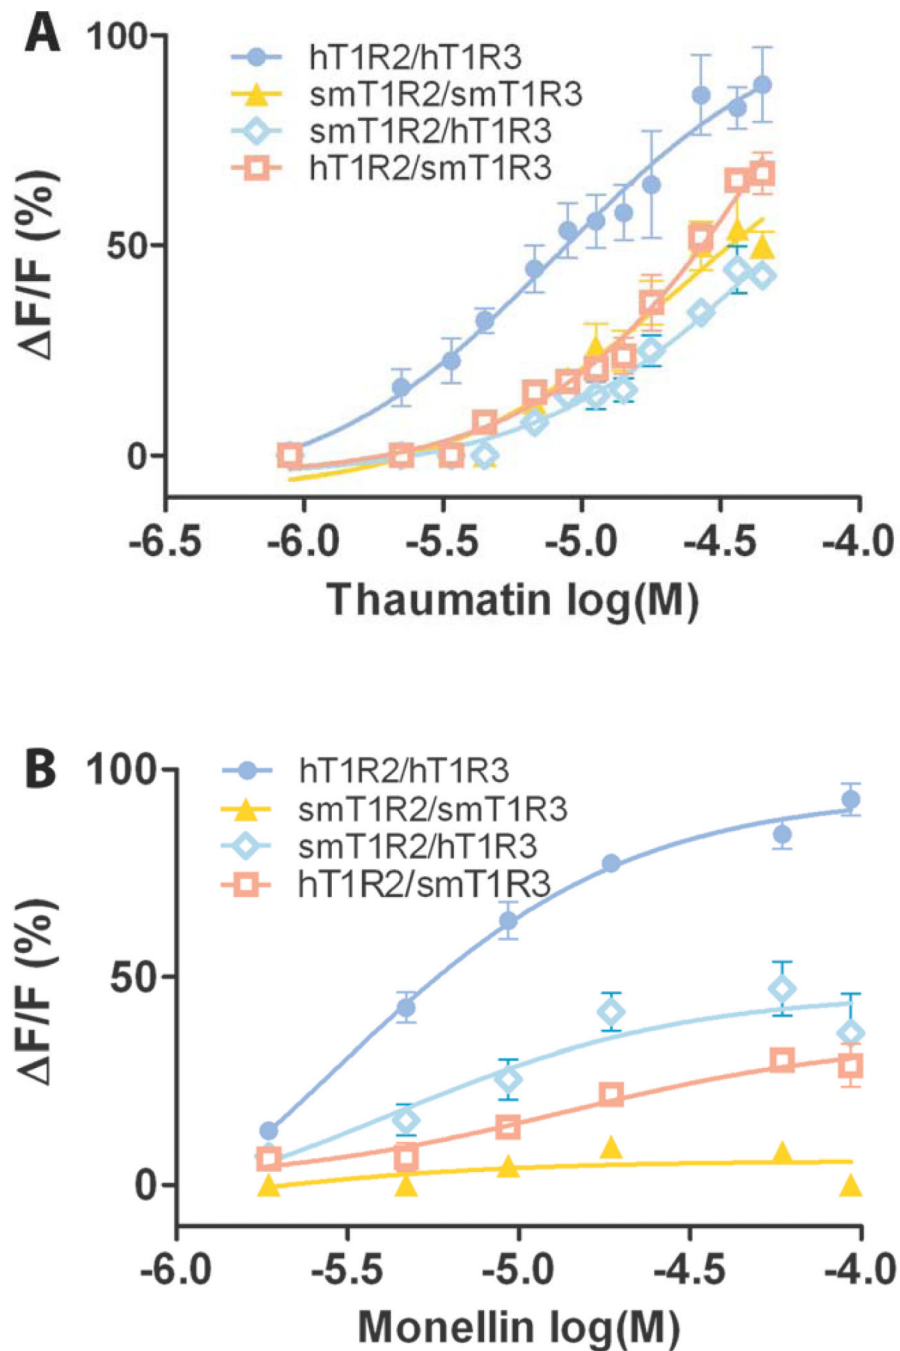 A
100
hT1R2/hT1R3
smT1R2/smT1R3
smT1R2/hT1R3
hT1R2/smT1R3
ΔF/F (%)
50
0
-6.5 -6.0 -5.5 -5.0 -4.5 -4.0
Thaumatin log(M)
B
100
hT1R2/hT1R3
smT1R2/smT1R3
smT1R2/hT1R3
hT1R2/smT1R3
ΔF/F (%)
50
0
-6.0 -5.5 -5.0 -4.5 -4.0
Monellin log(M)